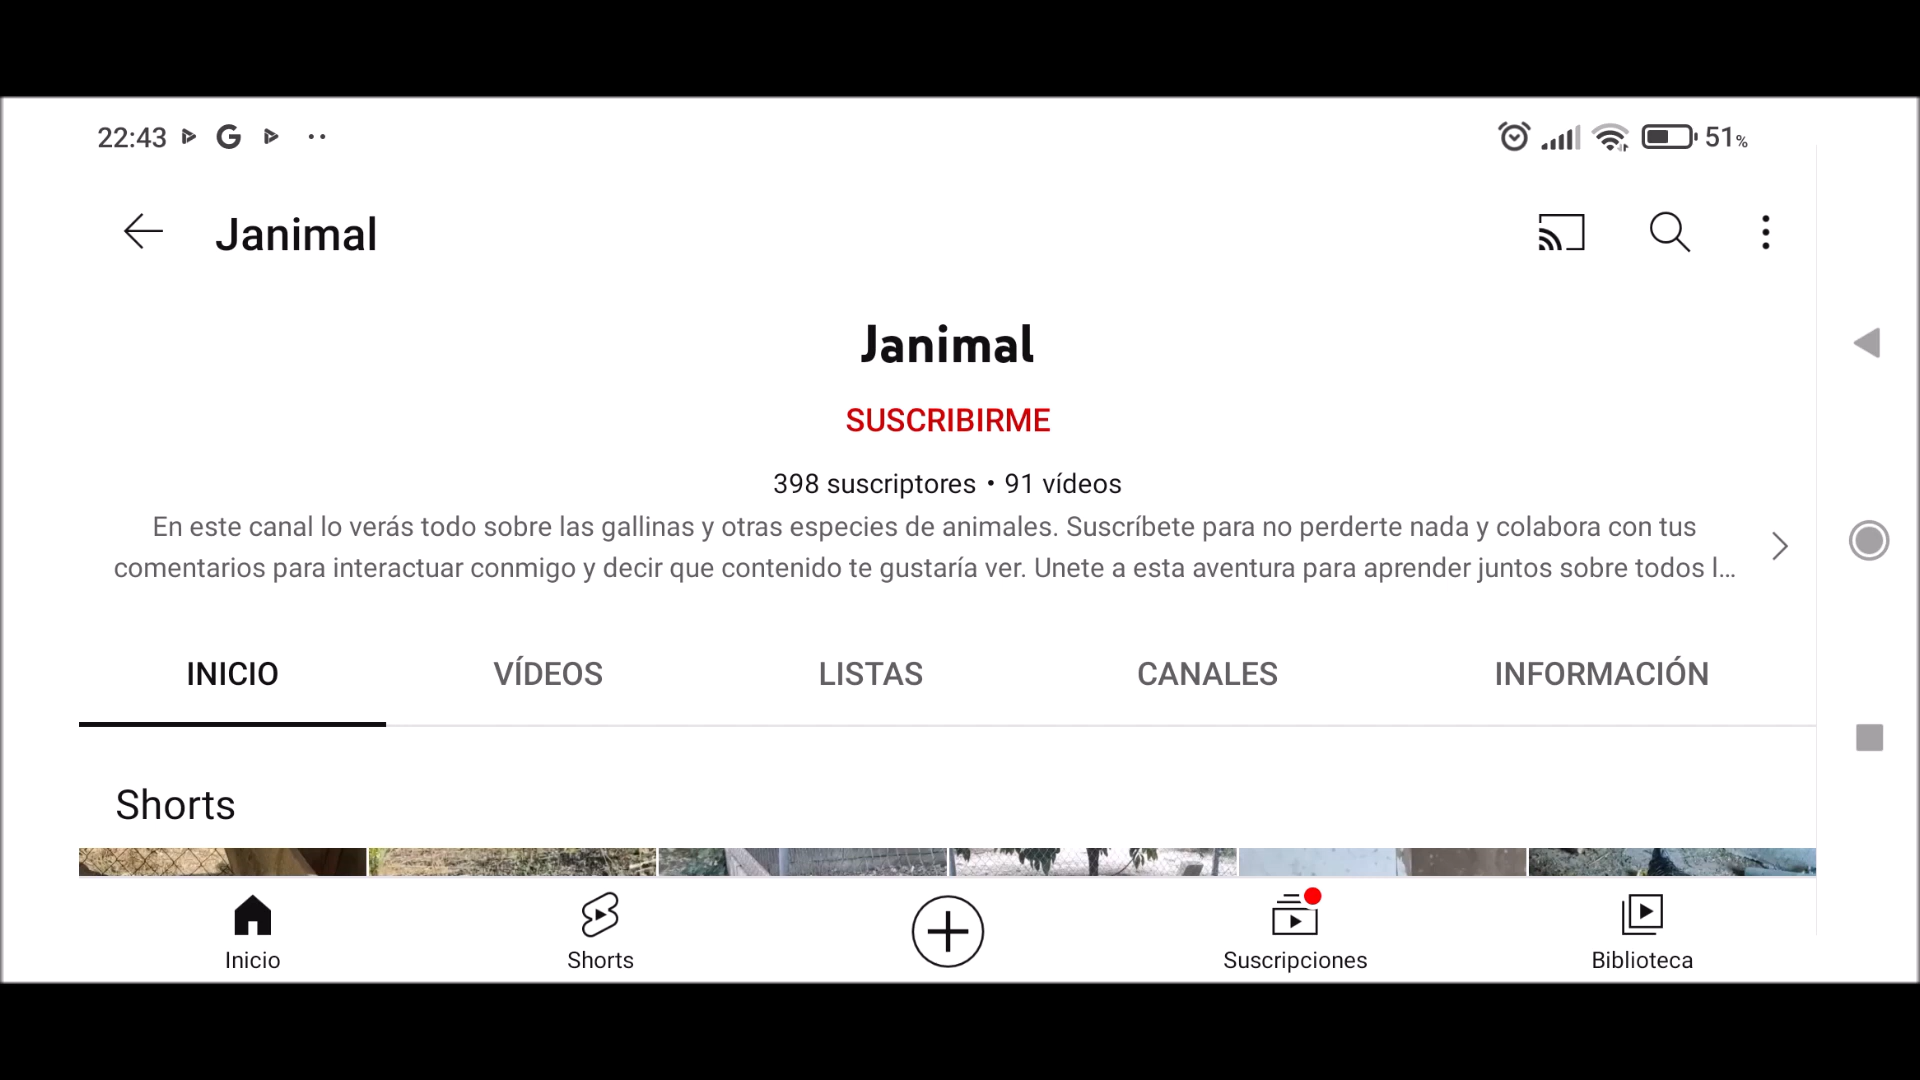 22:43
51%
Janimal
Janimal
SUSCRIBIRME
398 suscriptores • 91 vídeos
En este canal lo verás todo sobre las gallinas y otras especies de animales. Suscríbete para no perderte nada y colabora con tus
comentarios para interactuar conmigo y decir que contenido te gustaría ver. Unete a esta aventura para aprender juntos sobre todos l...
INICIO
VÍDEOS
LISTAS
CANALES
INFORMACIÓN
Shorts
Inicio
Shorts
Suscripciones
Biblioteca